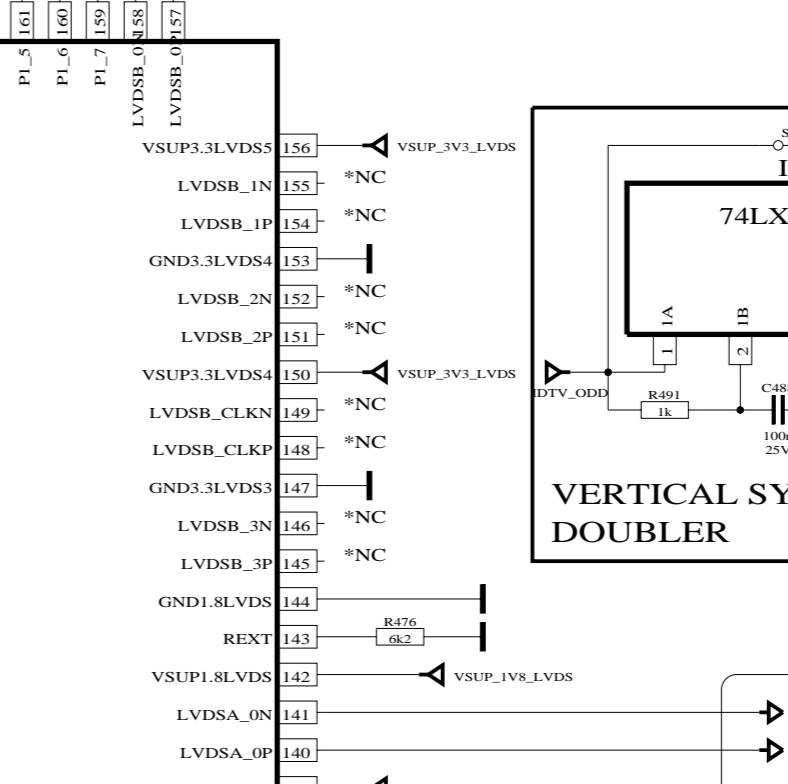 161
160
159
158
157
P1_5
P1_6
P1_7
LVDSB_0N
LVDSB_0P
VSUP3.3LVDS5 156 VSUP_3V3_LVDS
LVDSB_1N 155 *NC
LVDSB_1P 154 *NC
GND3.3LVDS4 153
LVDSB_2N 152 *NC
LVDSB_2P 151 *NC
VSUP3.3LVDS4 150 VSUP_3V3_LVDS
LVDSB_CLKN 149 *NC
LVDSB_CLKP 148 *NC
GND3.3LVDS3 147
LVDSB_3N 146 *NC
LVDSB_3P 145 *NC
GND1.8LVDS 144
REXT 143 R476
6k2
VSUP1.8LVDS 142 VSUP_1V8_LVDS
LVDSA_0N 141
LVDSA_0P 140
74LX
1A
1B
1
2
IDTV_ODD
R491
1k
C48
100n
25V
VERTICAL SY
DOUBLER